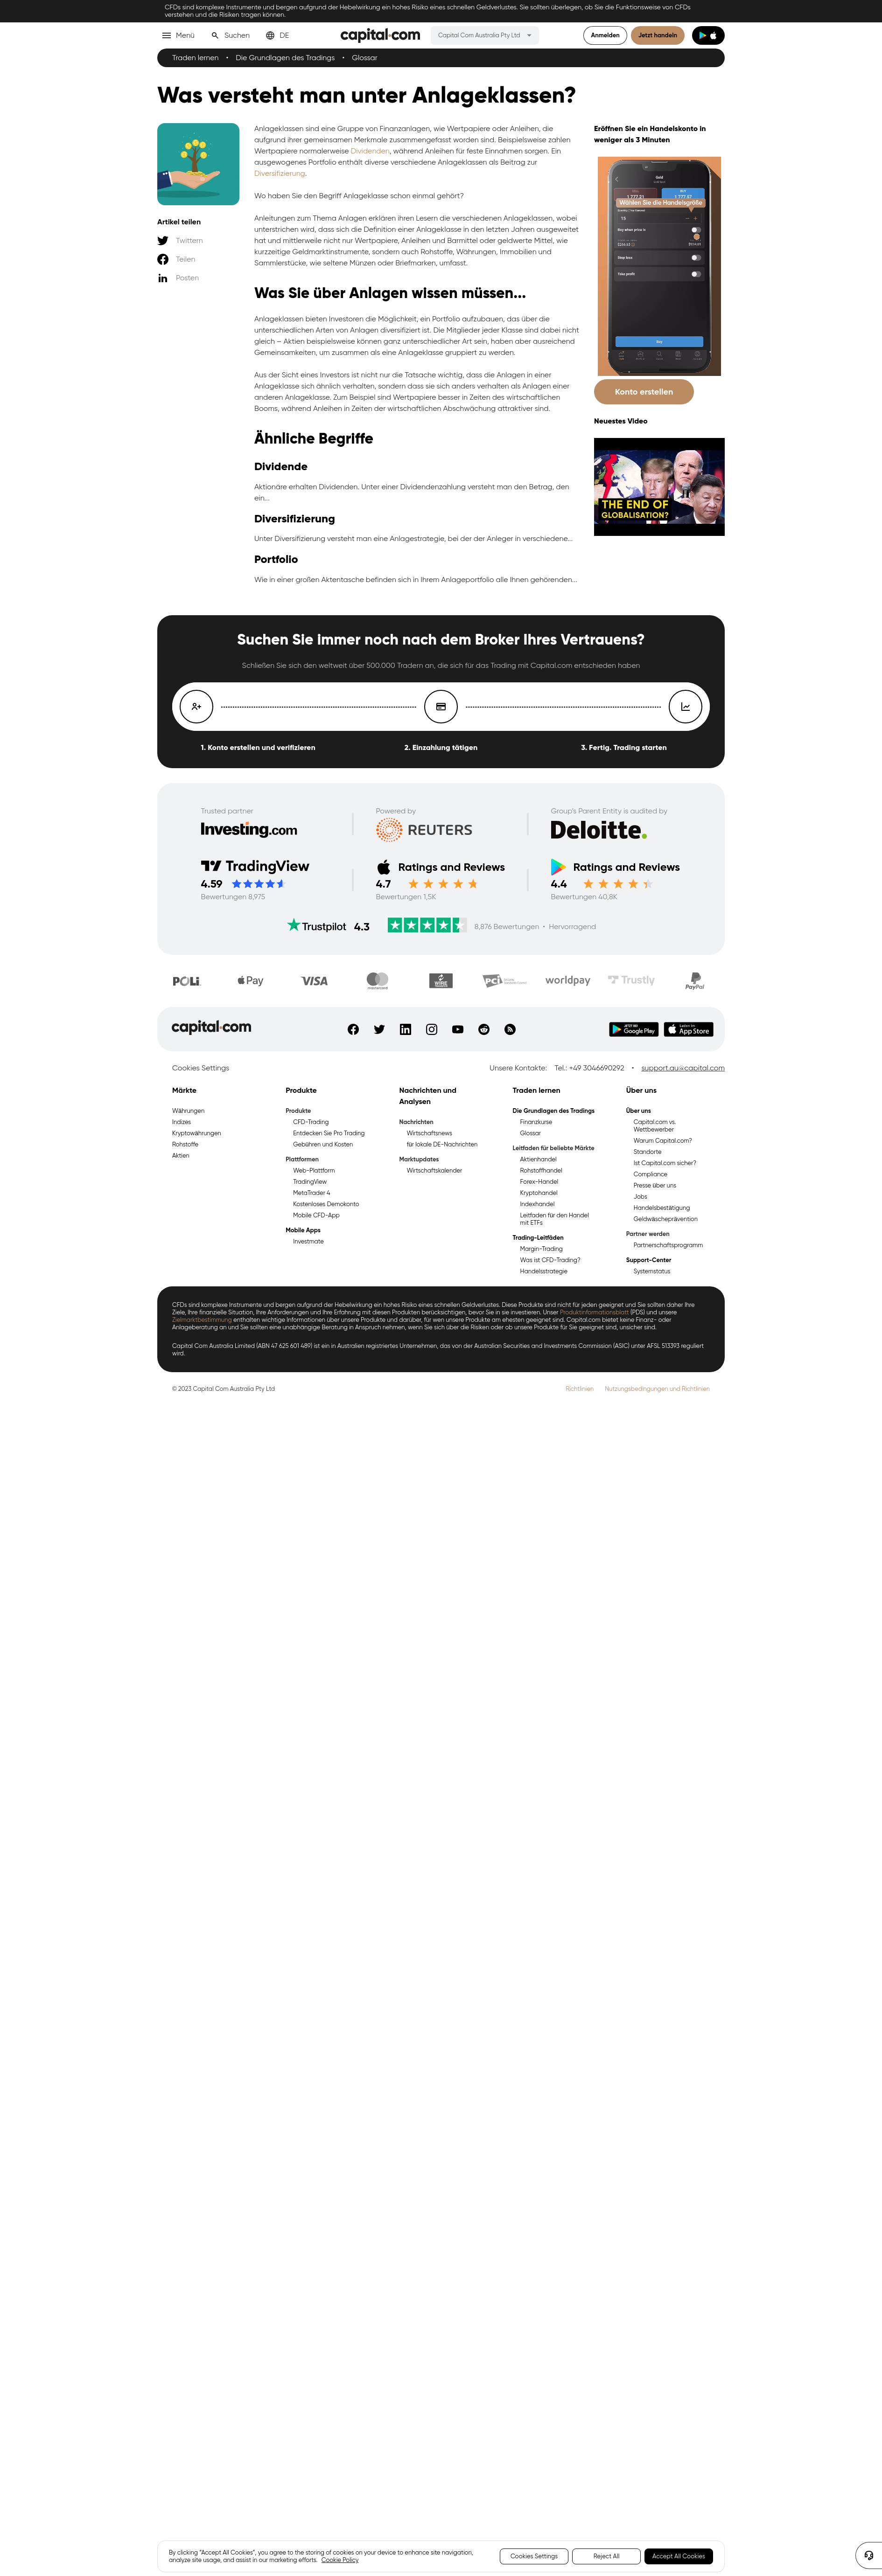 CFDs sind komplexe Instrumente und bergen aufgrund der Hebelwirkung ein hohes Risiko eines schnellen Geldverlustes. Sie sollten überlegen, ob Sie die Funktionsweise von CFDs
verstehen und die Risiken tragen können.
Menü
Suchen
DE
capital.com
Capital Com Australia Pty Ltd
Anmelden
Jetzt handeln
Traden lernen • Die Grundlagen des Tradings • Glossar
Was versteht man unter Anlageklassen?
Artikel teilen
Twittern
Teilen
Posten
Anlageklassen sind eine Gruppe von Finanzanlagen, wie Wertpapiere oder Anleihen, die
aufgrund ihrer gemeinsamen Merkmale zusammengefasst worden sind. Beispielsweise zahlen
Wertpapiere normalerweise Dividenden, während Anleihen für feste Einnahmen sorgen. Ein
ausgewogenes Portfolio enthält diverse verschiedene Anlageklassen als Beitrag zur
Diversifizierung.
Wo haben Sie den Begriff Anlageklasse schon einmal gehört?
Anleitungen zum Thema Anlagen erklären ihren Lesern die verschiedenen Anlageklassen, wobei
unterstrichen wird, dass sich die Definition einer Anlageklasse in den letzten Jahren ausgeweitet
hat und mittlerweile nicht nur Wertpapiere, Anleihen und Barmittel oder geldwerte Mittel, wie
kurzzeitige Geldmarktinstrumente, sondern auch Rohstoffe, Währungen, Immobilien und
Sammlerstücke, wie seltene Münzen oder Briefmarken, umfasst.
Was Sie über Anlagen wissen müssen...
Anlageklassen bieten Investoren die Möglichkeit, ein Portfolio aufzubauen, das über die
unterschiedlichen Arten von Anlagen diversifiziert ist. Die Mitglieder jeder Klasse sind dabei nicht
gleich – Aktien beispielsweise können ganz unterschiedlicher Art sein, haben aber ausreichend
Gemeinsamkeiten, um zusammen als eine Anlageklasse gruppiert zu werden.
Aus der Sicht eines Investors ist nicht nur die Tatsache wichtig, dass die Anlagen in einer
Anlageklasse sich ähnlich verhalten, sondern dass sie sich anders verhalten als Anlagen einer
anderen Anlageklasse. Zum Beispiel sind Wertpapiere besser in Zeiten des wirtschaftlichen
Booms, während Anleihen in Zeiten der wirtschaftlichen Abschwächung attraktiver sind.
Ähnliche Begriffe
Dividende
Aktionäre erhalten Dividenden. Unter einer Dividendenzahlung versteht man den Betrag, den
ein...
Diversifizierung
Unter Diversifizierung versteht man eine Anlagestrategie, bei der der Anleger in verschiedene...
Portfolio
Wie in einer großen Aktentasche befinden sich in Ihrem Anlageportfolio alle Ihnen gehörenden...
Eröffnen Sie ein Handelskonto in
weniger als 3 Minuten
Gold
Wählen Sie die Handelsgröße
Buy when price is
Stop loss
Take profit
Buy
Konto erstellen
Neuestes Video
THE END OF
GLOBALISATION?
Suchen Sie immer noch nach dem Broker Ihres Vertrauens?
Schließen Sie sich den weltweit über 500.000 Tradern an, die sich für das Trading mit Capital.com entschieden haben
1. Konto erstellen und verifizieren
2. Einzahlung tätigen
3. Fertig. Trading starten
Trusted partner
Investing.com
Powered by
REUTERS
Group's Parent Entity is audited by
Deloitte.
TradingView
4.59
Bewertungen 8,975
Ratings and Reviews
4.7
Bewertungen 1,5K
Ratings and Reviews
4.4
Bewertungen 40,8K
Trustpilot 4.3
8,876 Bewertungen • Hervorragend
POLi
Pay
VISA
mastercard
WIRE
PCI
worldpay
Trustly
PayPal
capital.com
GET IT ON
Google Play
App Store
Cookies Settings
Unsere Kontakte: Tel.: +49 3046690292 • support.au@capital.com
Märkte
Währungen
Indizes
Kryptowährungen
Rohstoffe
Aktien
Produkte
Produkte
CFD-Trading
Entdecken Sie Pro Trading
Gebühren und Kosten
Plattformen
Web-Plattform
TradingView
MetaTrader 4
Kostenloses Demokonto
Mobile CFD-App
Mobile Apps
Investmate
Nachrichten und
Analysen
Nachrichten
Wirtschaftsnews
für lokale DE-Nachrichten
Marktupdates
Wirtschaftskalender
Traden lernen
Die Grundlagen des Tradings
Finanzkurse
Glossar
Leitfaden für beliebte Märkte
Aktienhandel
Rohstoffhandel
Forex-Handel
Kryptohandel
Indexhandel
Leitfaden für den Handel
mit ETFs
Trading-Leitfäden
Margin-Trading
Was ist CFD-Trading?
Handelsstrategie
Über uns
Über uns
Capital.com vs.
Wettbewerber
Warum Capital.com?
Standorte
Ist Capital.com sicher?
Compliance
Presse über uns
Jobs
Handelsbestätigung
Geldwäscheprävention
Partner werden
Partnerschaftsprogramm
Support-Center
Systemstatus
CFDs sind komplexe Instrumente und bergen aufgrund der Hebelwirkung ein hohes Risiko eines schnellen Geldverlustes. Diese Produkte sind nicht für jeden geeignet und Sie sollten daher Ihre
Ziele, Ihre finanzielle Situation, Ihre Anforderungen und Ihre Erfahrung mit diesen Produkten berücksichtigen, bevor Sie in sie investieren. Unser Produktinformationsblatt (PDS) und unsere
Zielmarktbestimmung enthalten wichtige Informationen über unsere Produkte und darüber, für wen unsere Produkte am ehesten geeignet sind. Capital.com bietet keine Finanz- oder
Anlageberatung an und Sie sollten eine unabhängige Beratung in Anspruch nehmen, wenn Sie sich über die Risiken oder ob unsere Produkte für Sie geeignet sind, unsicher sind.
Capital Com Australia Limited (ABN 47 625 601 489) ist ein in Australien registriertes Unternehmen, das von der Australian Securities and Investments Commission (ASIC) unter AFSL 513393 reguliert
wird.
© 2023 Capital Com Australia Pty Ltd
Richtlinien
Nutzungsbedingungen und Richtlinien
By clicking "Accept All Cookies", you agree to the storing of cookies on your device to enhance site navigation,
analyze site usage, and assist in our marketing efforts. Cookie Policy
Cookies Settings
Reject All
Accept All Cookies